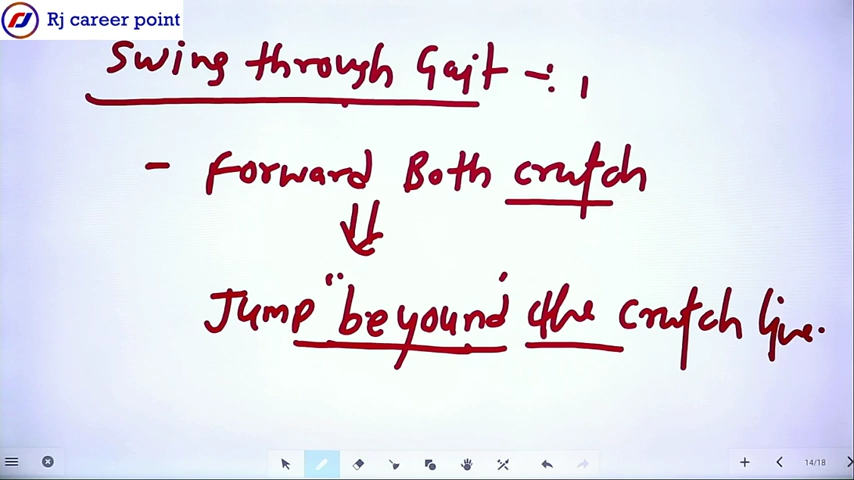 Rj career point
Swing through Gait -:
- Forward Both crutch
Jump "beyound" the crutch line.
14/18